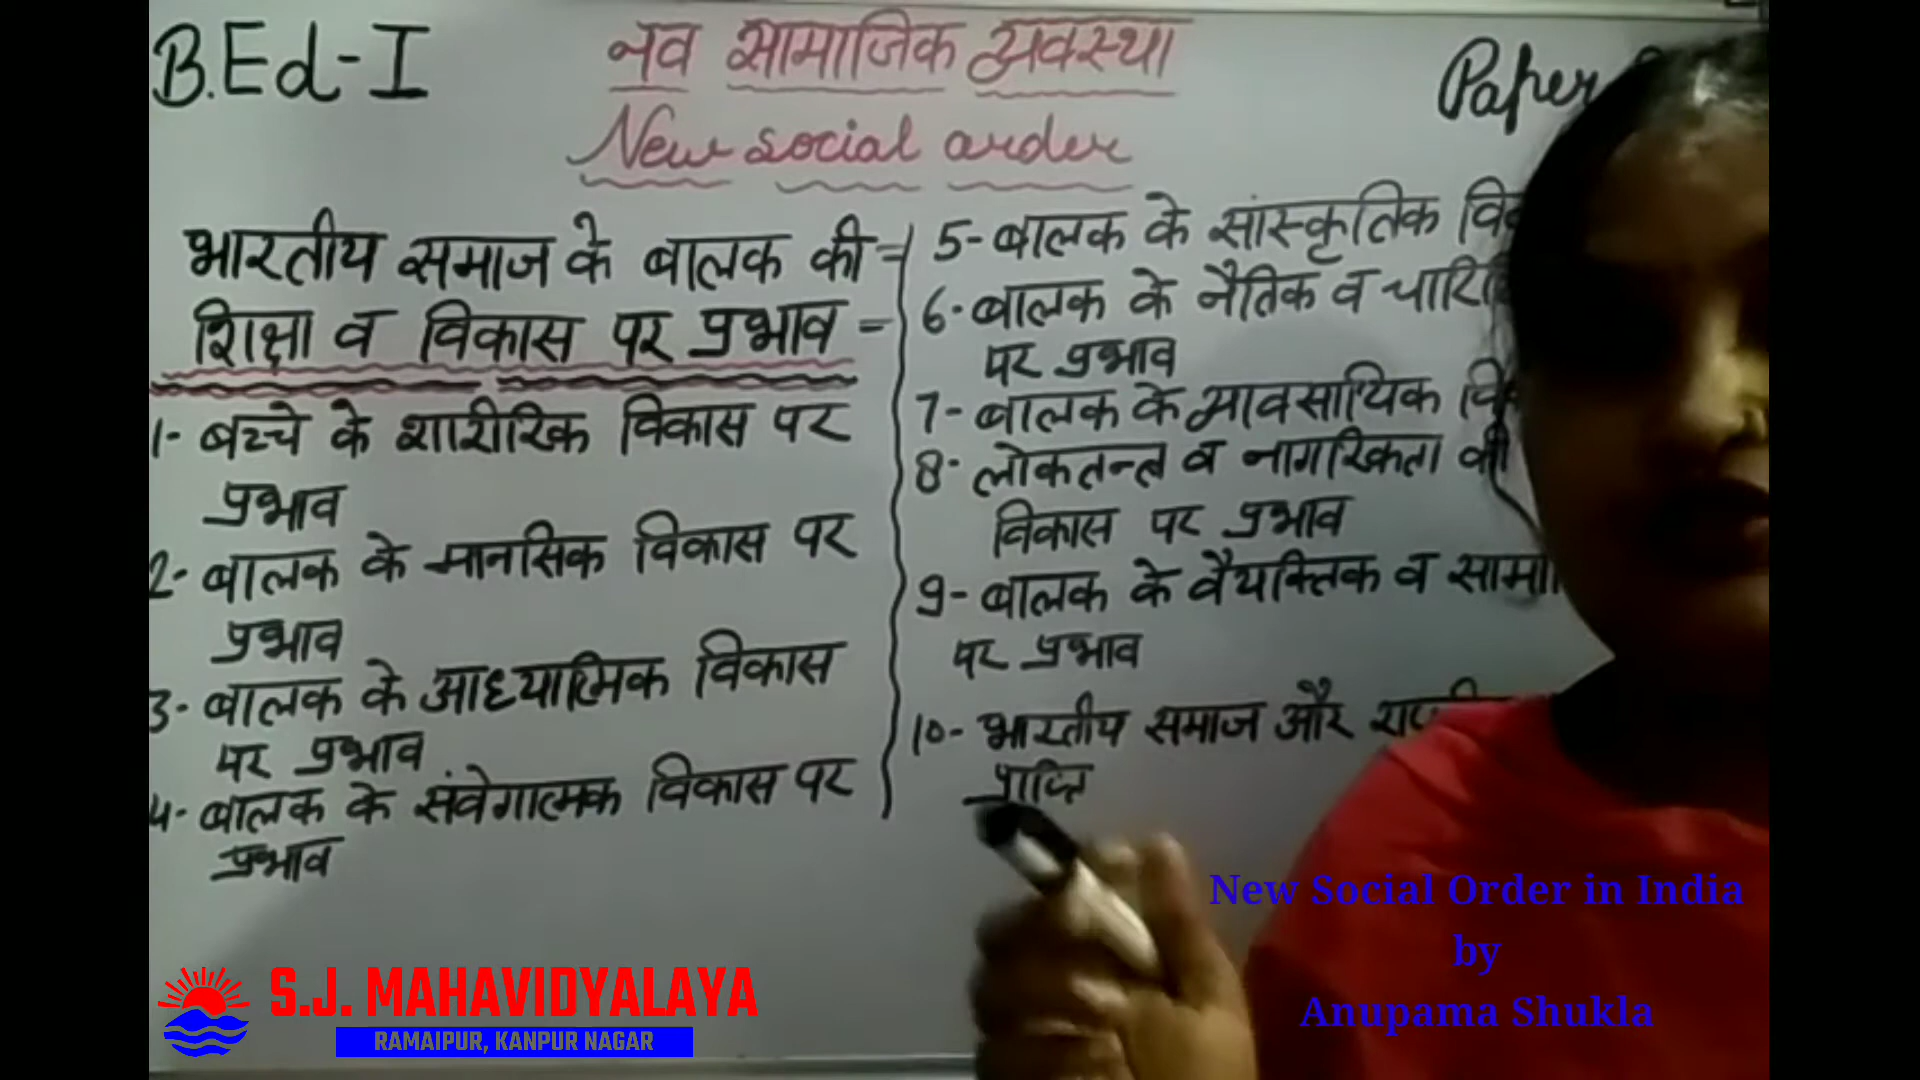 B.Ed-I
नव सामाजिक व्यवस्था
New social order
Paper
भारतीय समाज के बालक की =
शिक्षा व विकास पर प्रभाव =
1- बच्चे के शारीरिक विकास पर
प्रभाव
2- बालक के मानसिक विकास पर
प्रभाव
3- बालक के आध्यात्मिक विकास
पर प्रभाव
4- बालक के संवेगात्मक विकास पर
प्रभाव
5- बालक के सांस्कृतिक
6- बालक के नैतिक व
पर प्रभाव
7- बालक के व्यावसायिक
8- लोकतन्त्र व नागरिकता की
विकास पर प्रभाव
9- बालक के वैयक्तिक व
पर प्रभाव
10- भारतीय समाज और
प्राप्ति
New Social Order in India
by
Anupama Shukla
S.J. MAHAVIDYALAYA
RAMAIPUR, KANPUR NAGAR